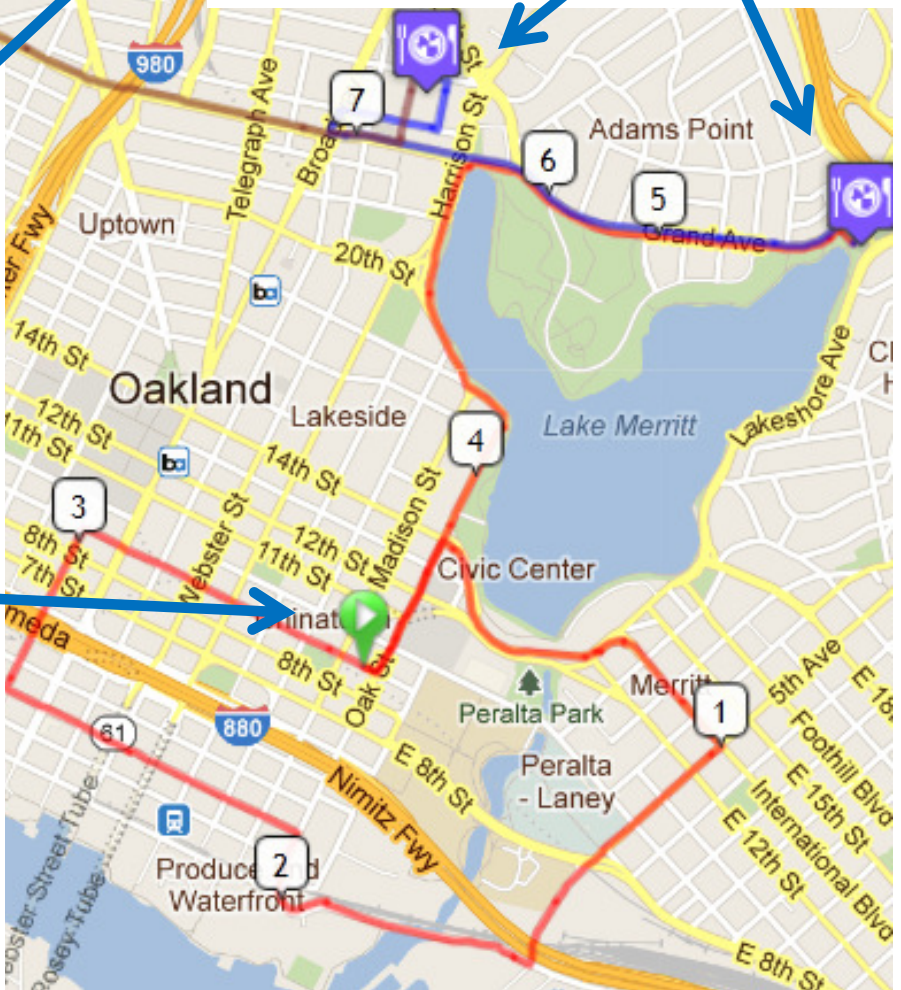 980
7
Harrison St
Adams Point
6
5
Telegraph Ave
Uptown
Grand Ave
20th St
14th St
Oakland
Lakeside
Lake Merritt
Lakeshore Ave
12th St
11th St
4
14th St
Madison St
3
Webster St
12th St
11th St
8th St
7th St
Civic Center
8th St
Oak St
Peralta Park
1
5th Ave
61
880
E 8th St
Peralta
- Laney
Foothill Blvd
E 15th St
International Blvd
E 12th St
Nimitz Fwy
2
Waterfront
E 8th St